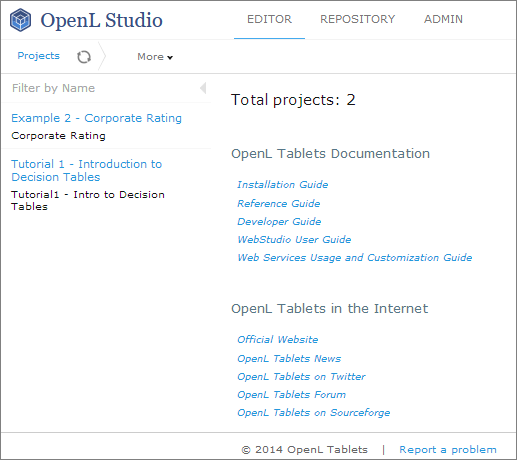 OpenL Studio
EDITOR
REPOSITORY
ADMIN
Projects
More
Filter by Name
Example 2 - Corporate Rating
Corporate Rating
Tutorial 1 - Introduction to
Decision Tables
Tutorial1 - Intro to Decision
Tables
Total projects: 2
OpenL Tablets Documentation
Installation Guide
Reference Guide
Developer Guide
WebStudio User Guide
Web Services Usage and Customization Guide
OpenL Tablets in the Internet
Official Website
OpenL Tablets News
OpenL Tablets on Twitter
OpenL Tablets Forum
OpenL Tablets on Sourceforge
© 2014 OpenL Tablets | Report a problem